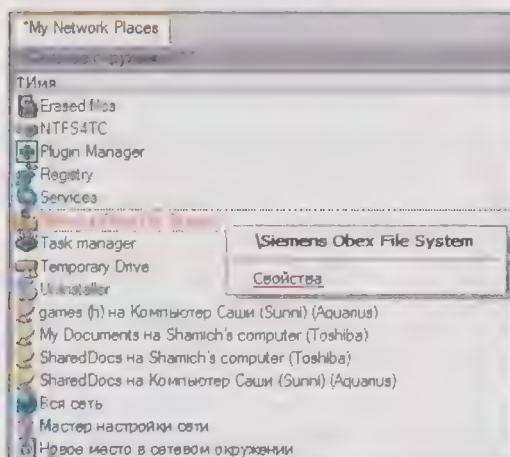 *My Network Places
↑Имя
Erased files
NTFS4TC
Plugin Manager
Registry
Services
Task manager
\Siemens Obex File System
Temporary Drive
Свойства
Uninstaller
games (h) на Компьютер Саши (Sunni) (Aquarius)
My Documents на Shamich's computer (Toshiba)
SharedDocs на Shamich's computer (Toshiba)
SharedDocs на Компьютер Саши (Sunni) (Aquarius)
Вся сеть
Мастер настройки сети
Новое место в сетевом окружении